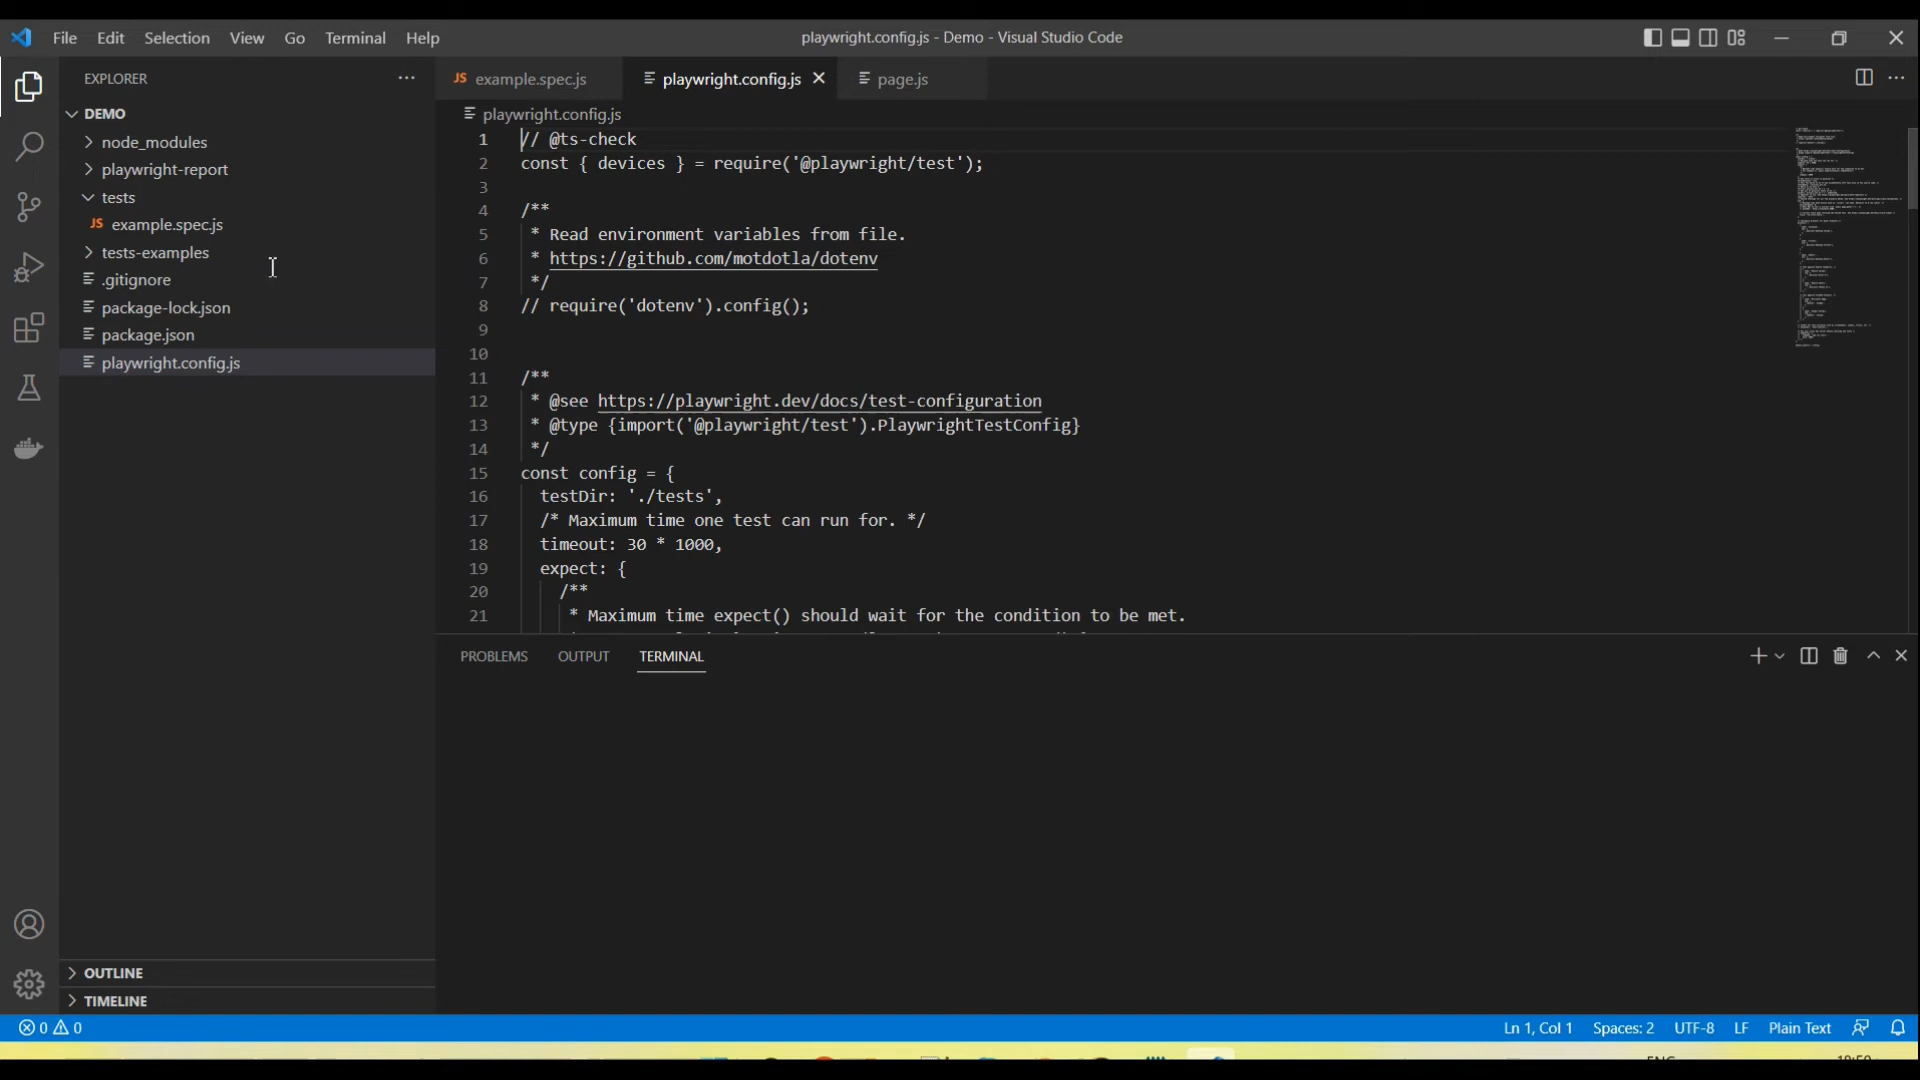 File Edit Selection View Go Terminal Help
playwright.config.js - Demo - Visual Studio Code
EXPLORER
DEMO
node_modules
playwright-report
tests
JS example.spec.js
tests-examples
.gitignore
package-lock.json
package.json
playwright.config.js
OUTLINE
TIMELINE
JS example.spec.js
playwright.config.js
page.js
playwright.config.js
1 // @ts-check
2 const { devices } = require('@playwright/test');
3
4 /**
5 * Read environment variables from file.
6 * https://github.com/motdotla/dotenv
7 */
8 // require('dotenv').config();
9
10
11 /**
12 * @see https://playwright.dev/docs/test-configuration
13 * @type {import('@playwright/test').PlaywrightTestConfig}
14 */
15 const config = {
16 testDir: './tests',
17 /* Maximum time one test can run for. */
18 timeout: 30 * 1000,
19 expect: {
20 /**
21 * Maximum time expect() should wait for the condition to be met.
PROBLEMS OUTPUT TERMINAL
0 0
Ln 1, Col 1 Spaces: 2 UTF-8 LF Plain Text